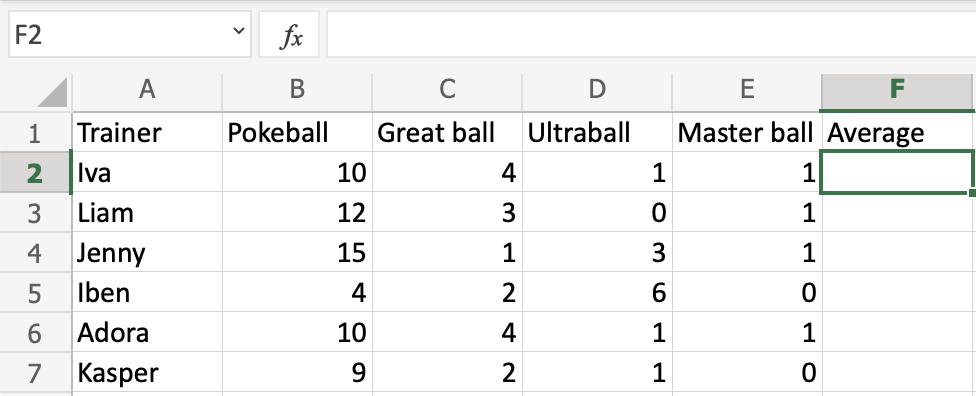 F2 fx
A B C D E F
1 Trainer Pokeball Great ball Ultraball Master ball Average
2 Iva 10 4 1 1
3 Liam 12 3 0 1
4 Jenny 15 1 3 1
5 Iben 4 2 6 0
6 Adora 10 4 1 1
7 Kasper 9 2 1 0